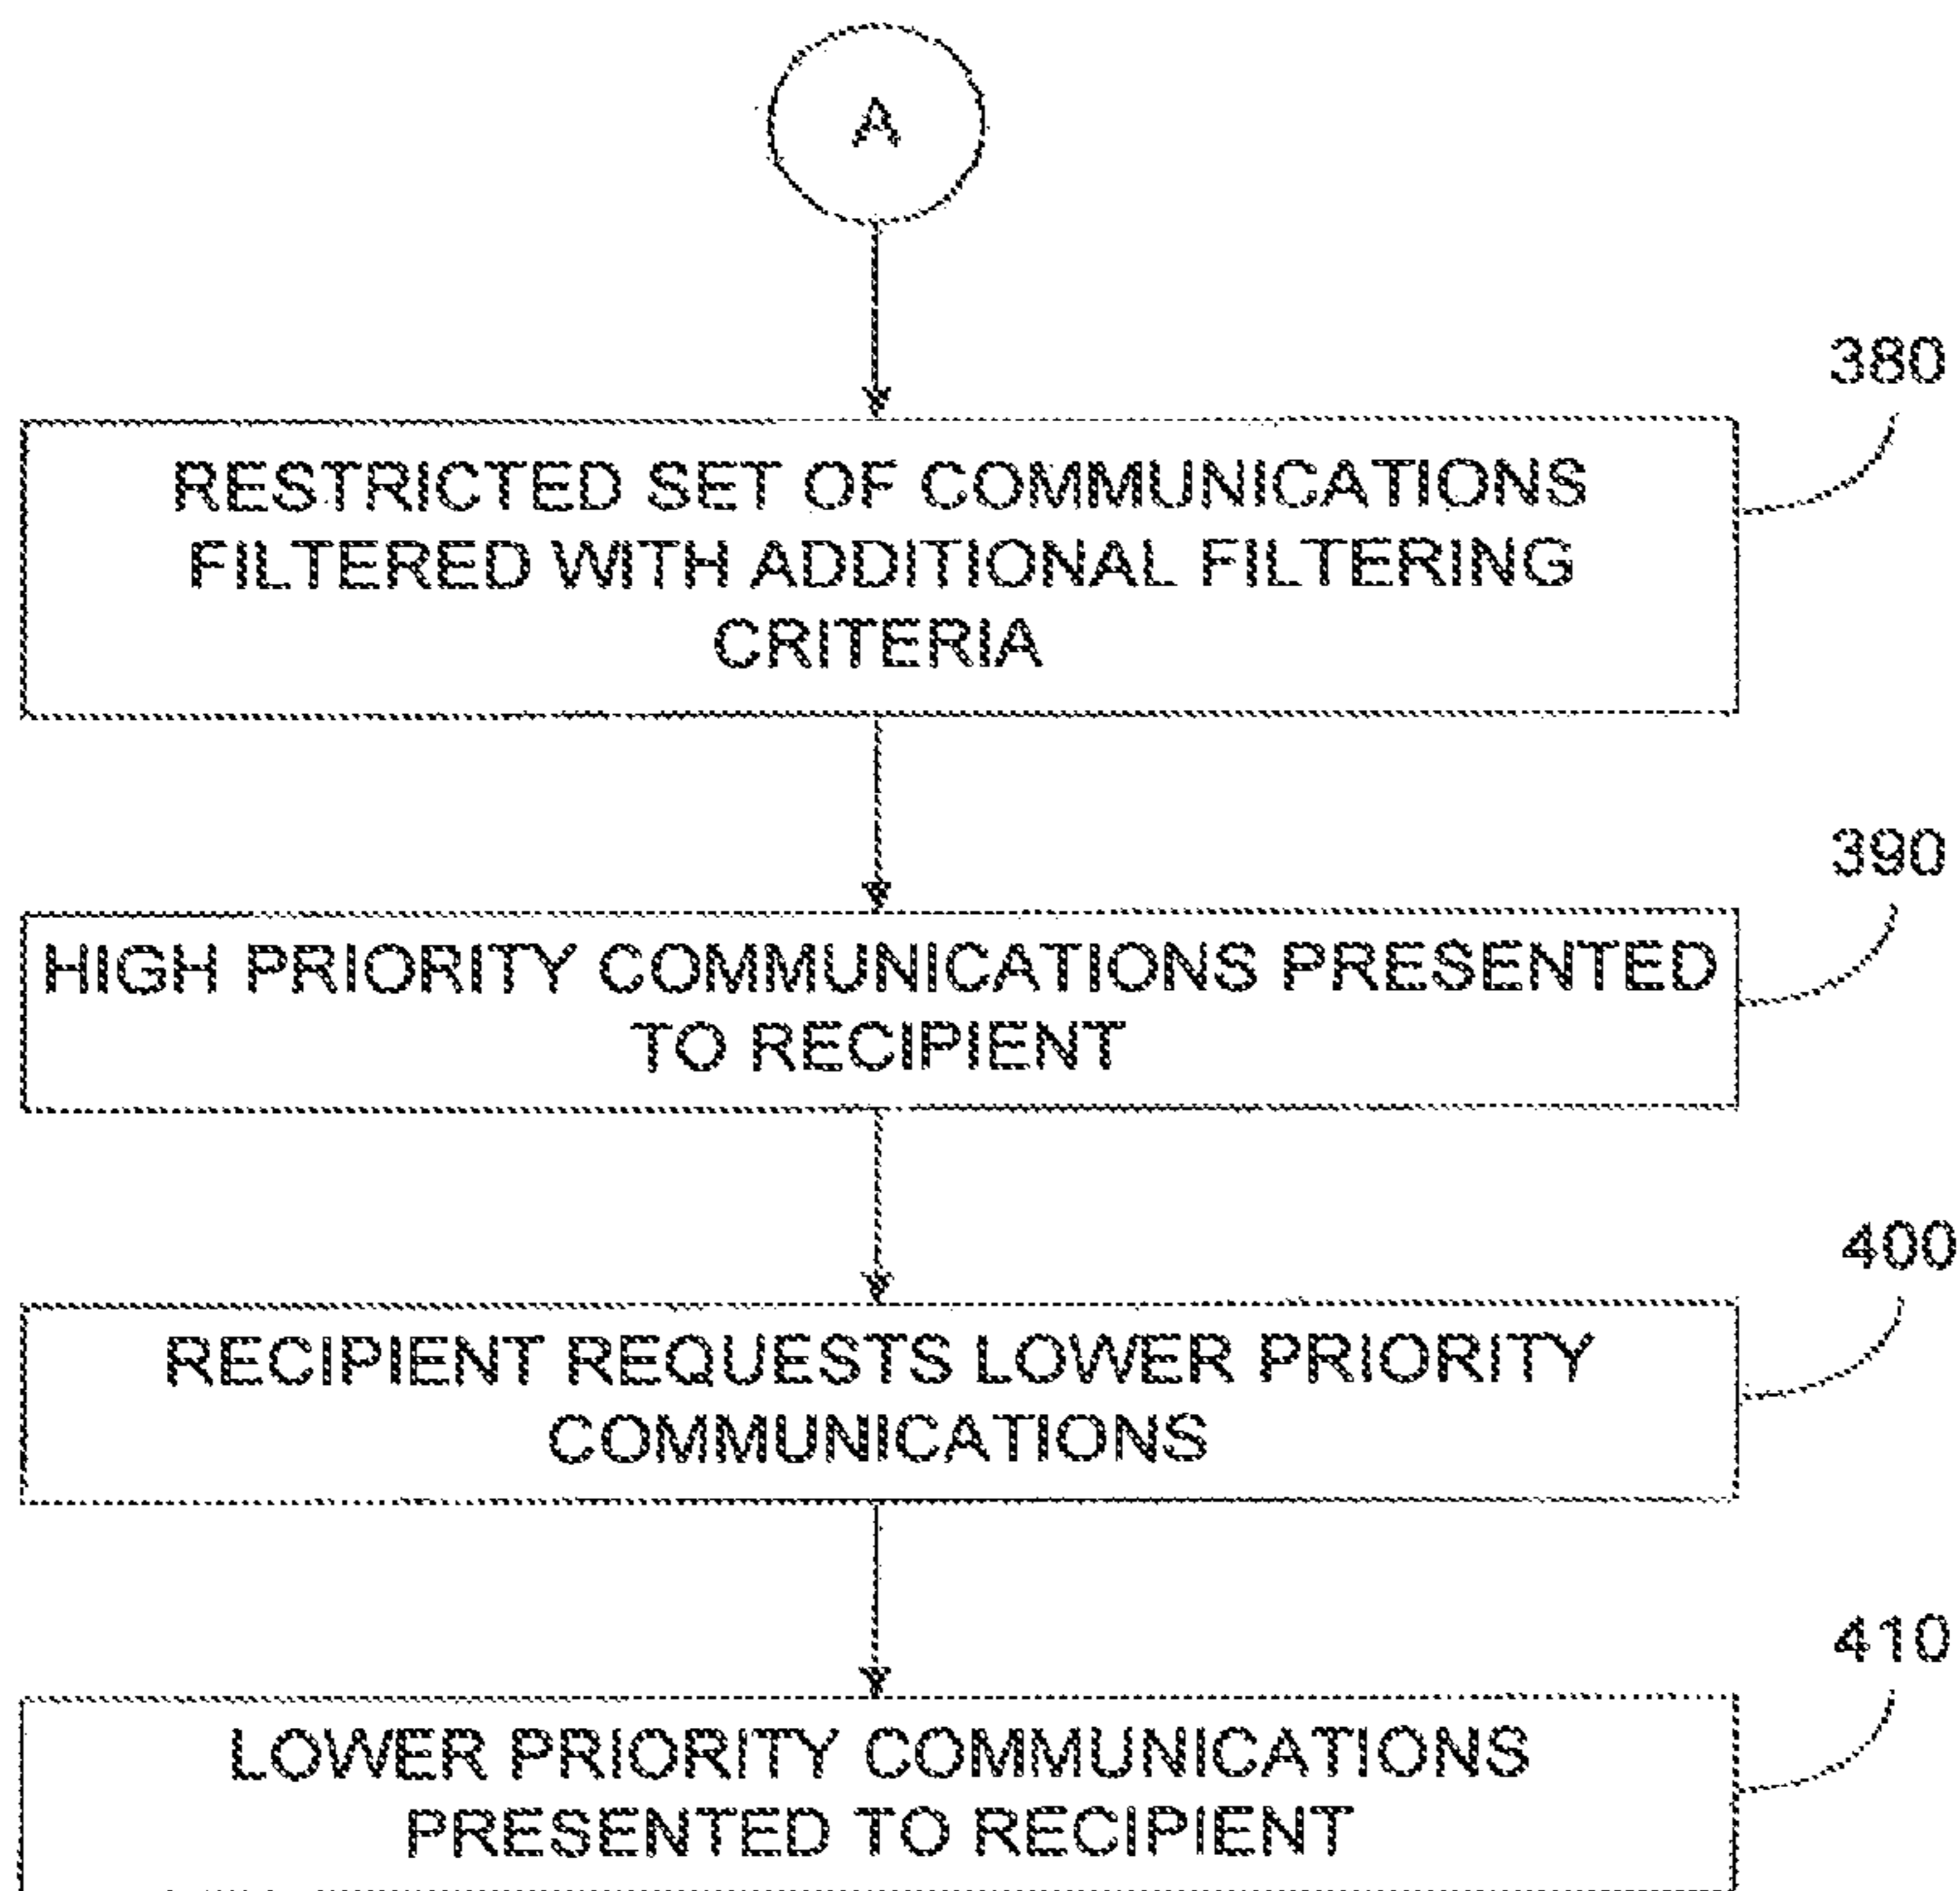 A
380
RESTRICTED SET OF COMMUNICATIONS
FILTERED WITH ADDITIONAL FILTERING
CRITERIA
390
HIGH PRIORITY COMMUNICATIONS PRESENTED
TO RECIPIENT
400
RECIPIENT REQUESTS LOWER PRIORITY
COMMUNICATIONS
410
LOWER PRIORITY COMMUNICATIONS
PRESENTED TO RECIPIENT